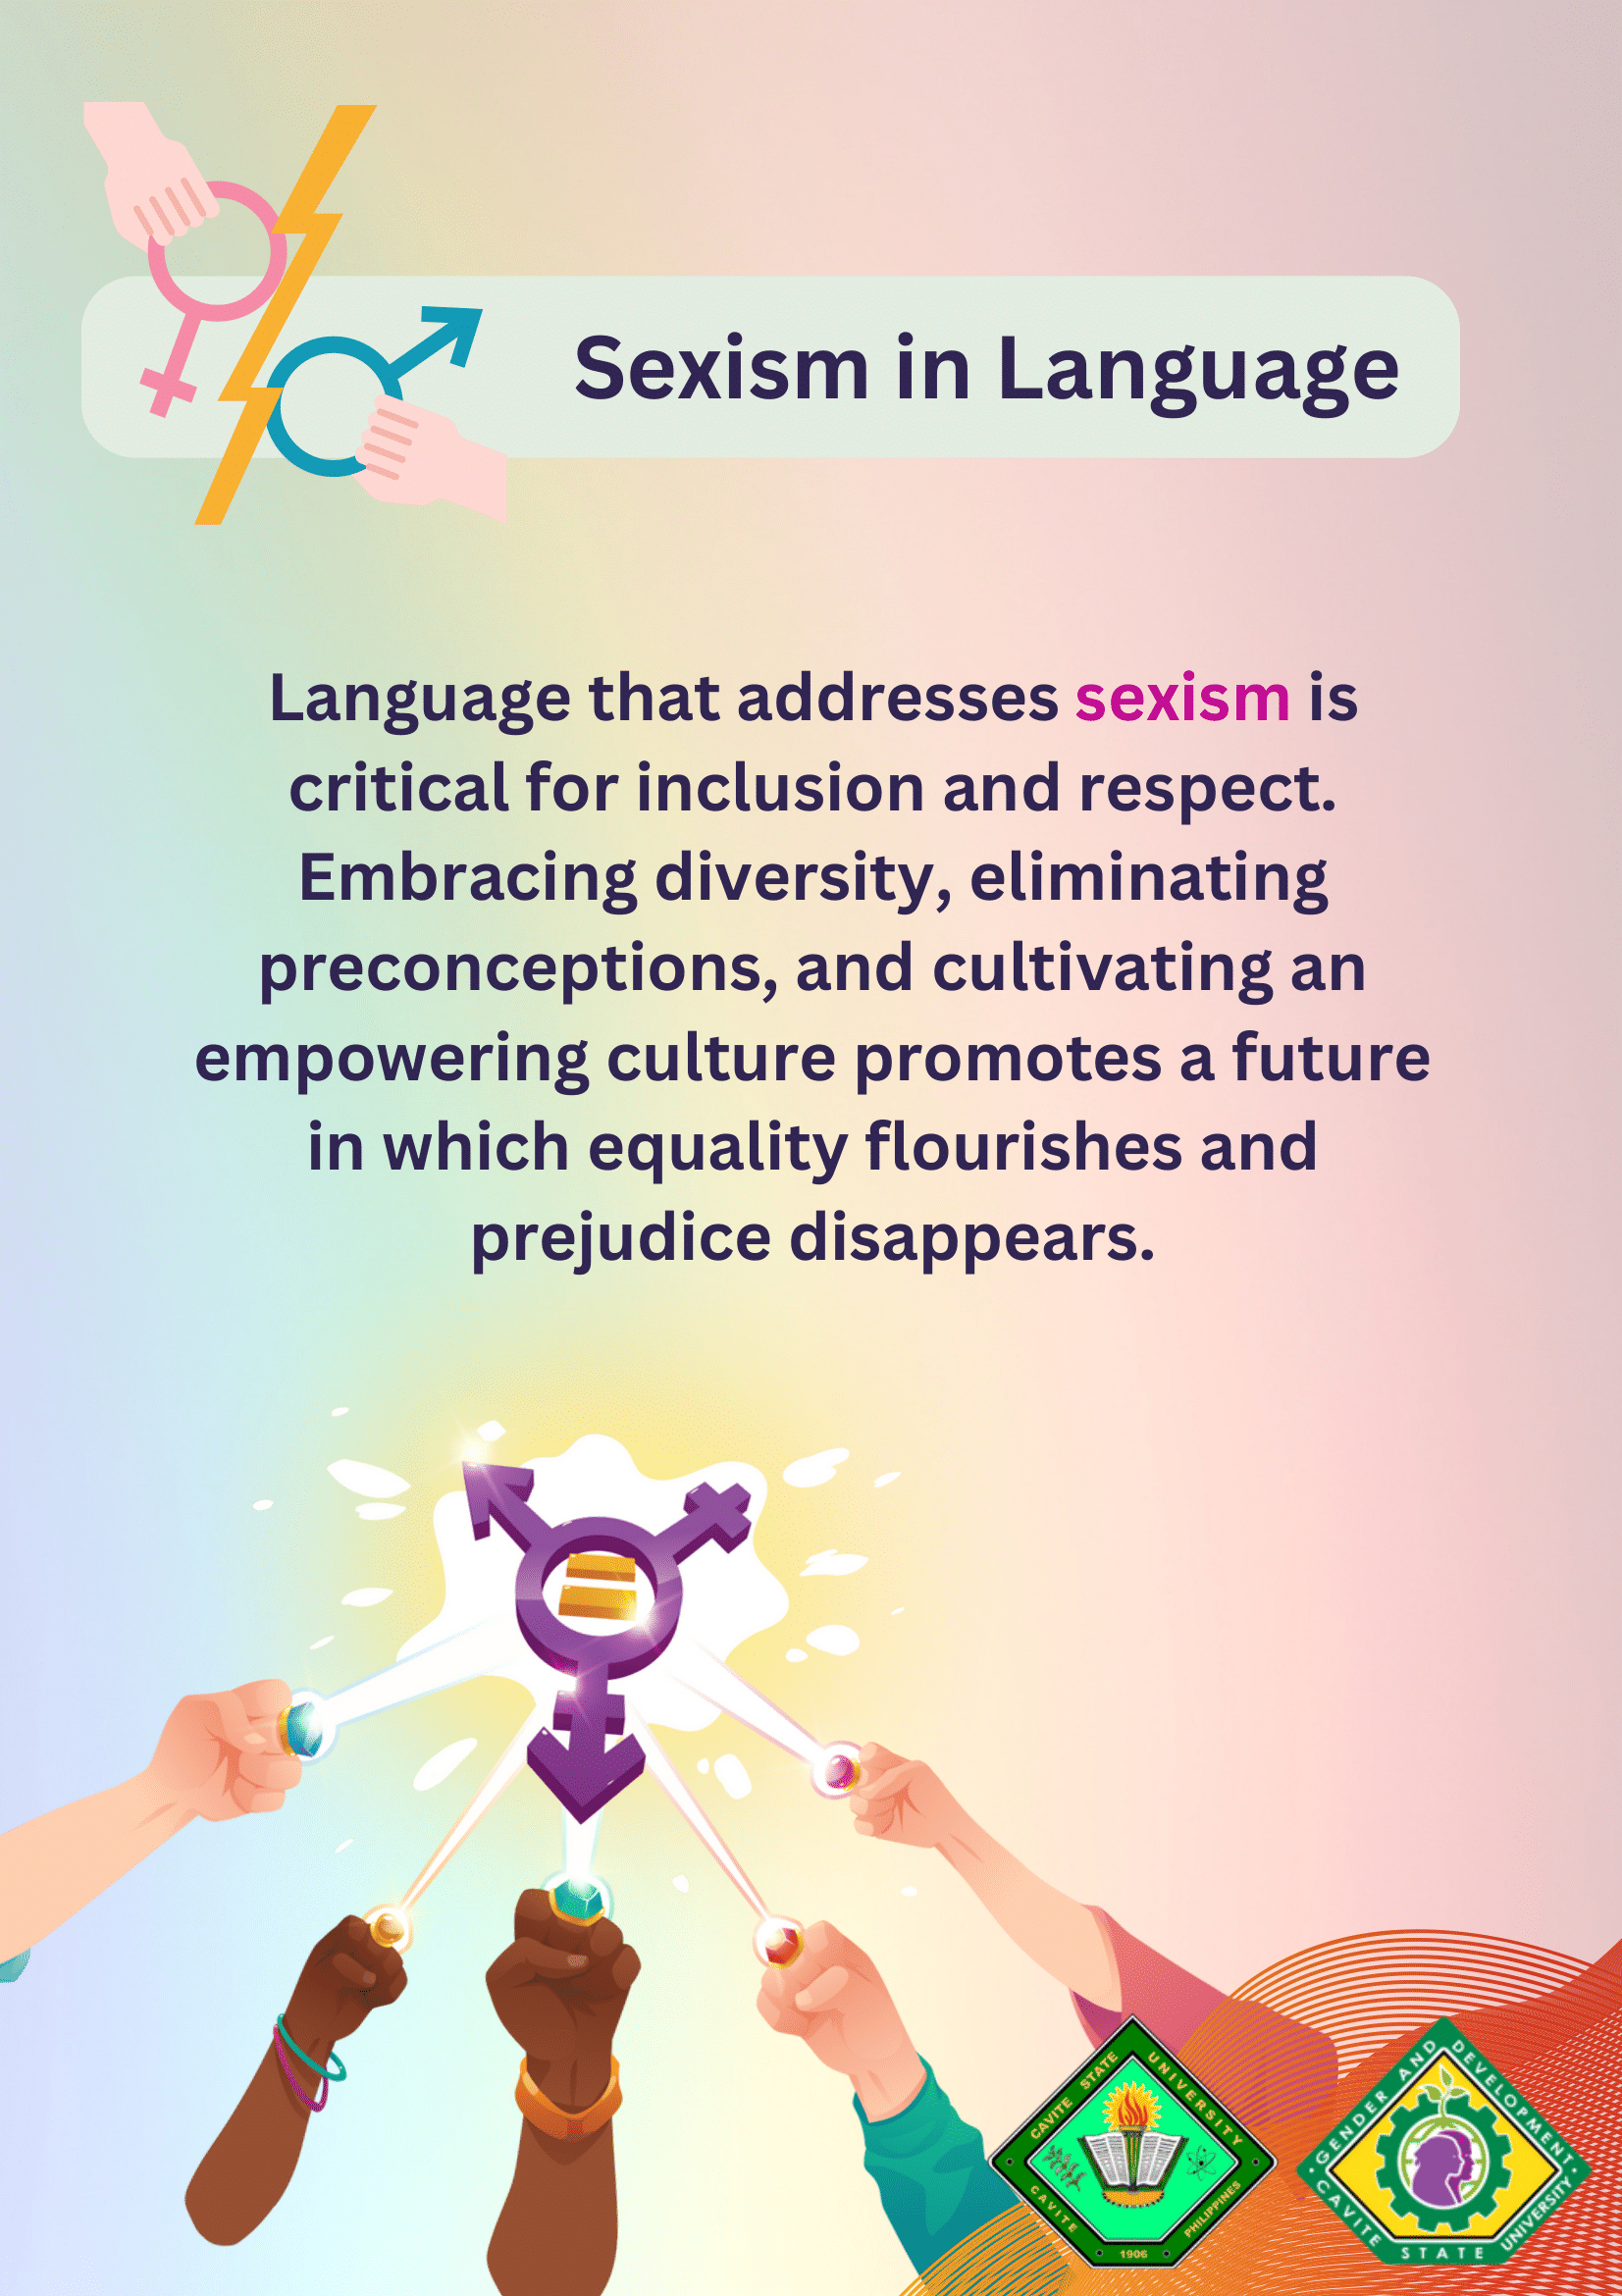 Sexism in Language
Language that addresses sexism is
critical for inclusion and respect.
Embracing diversity, eliminating
preconceptions, and cultivating an
empowering culture promotes a future
in which equality flourishes and
prejudice disappears.
CAVITE STATE UNIVERSITY
CAVITE PHILIPPINES
1906
GENDER AND DEVELOPMENT
CAVITE STATE UNIVERSITY